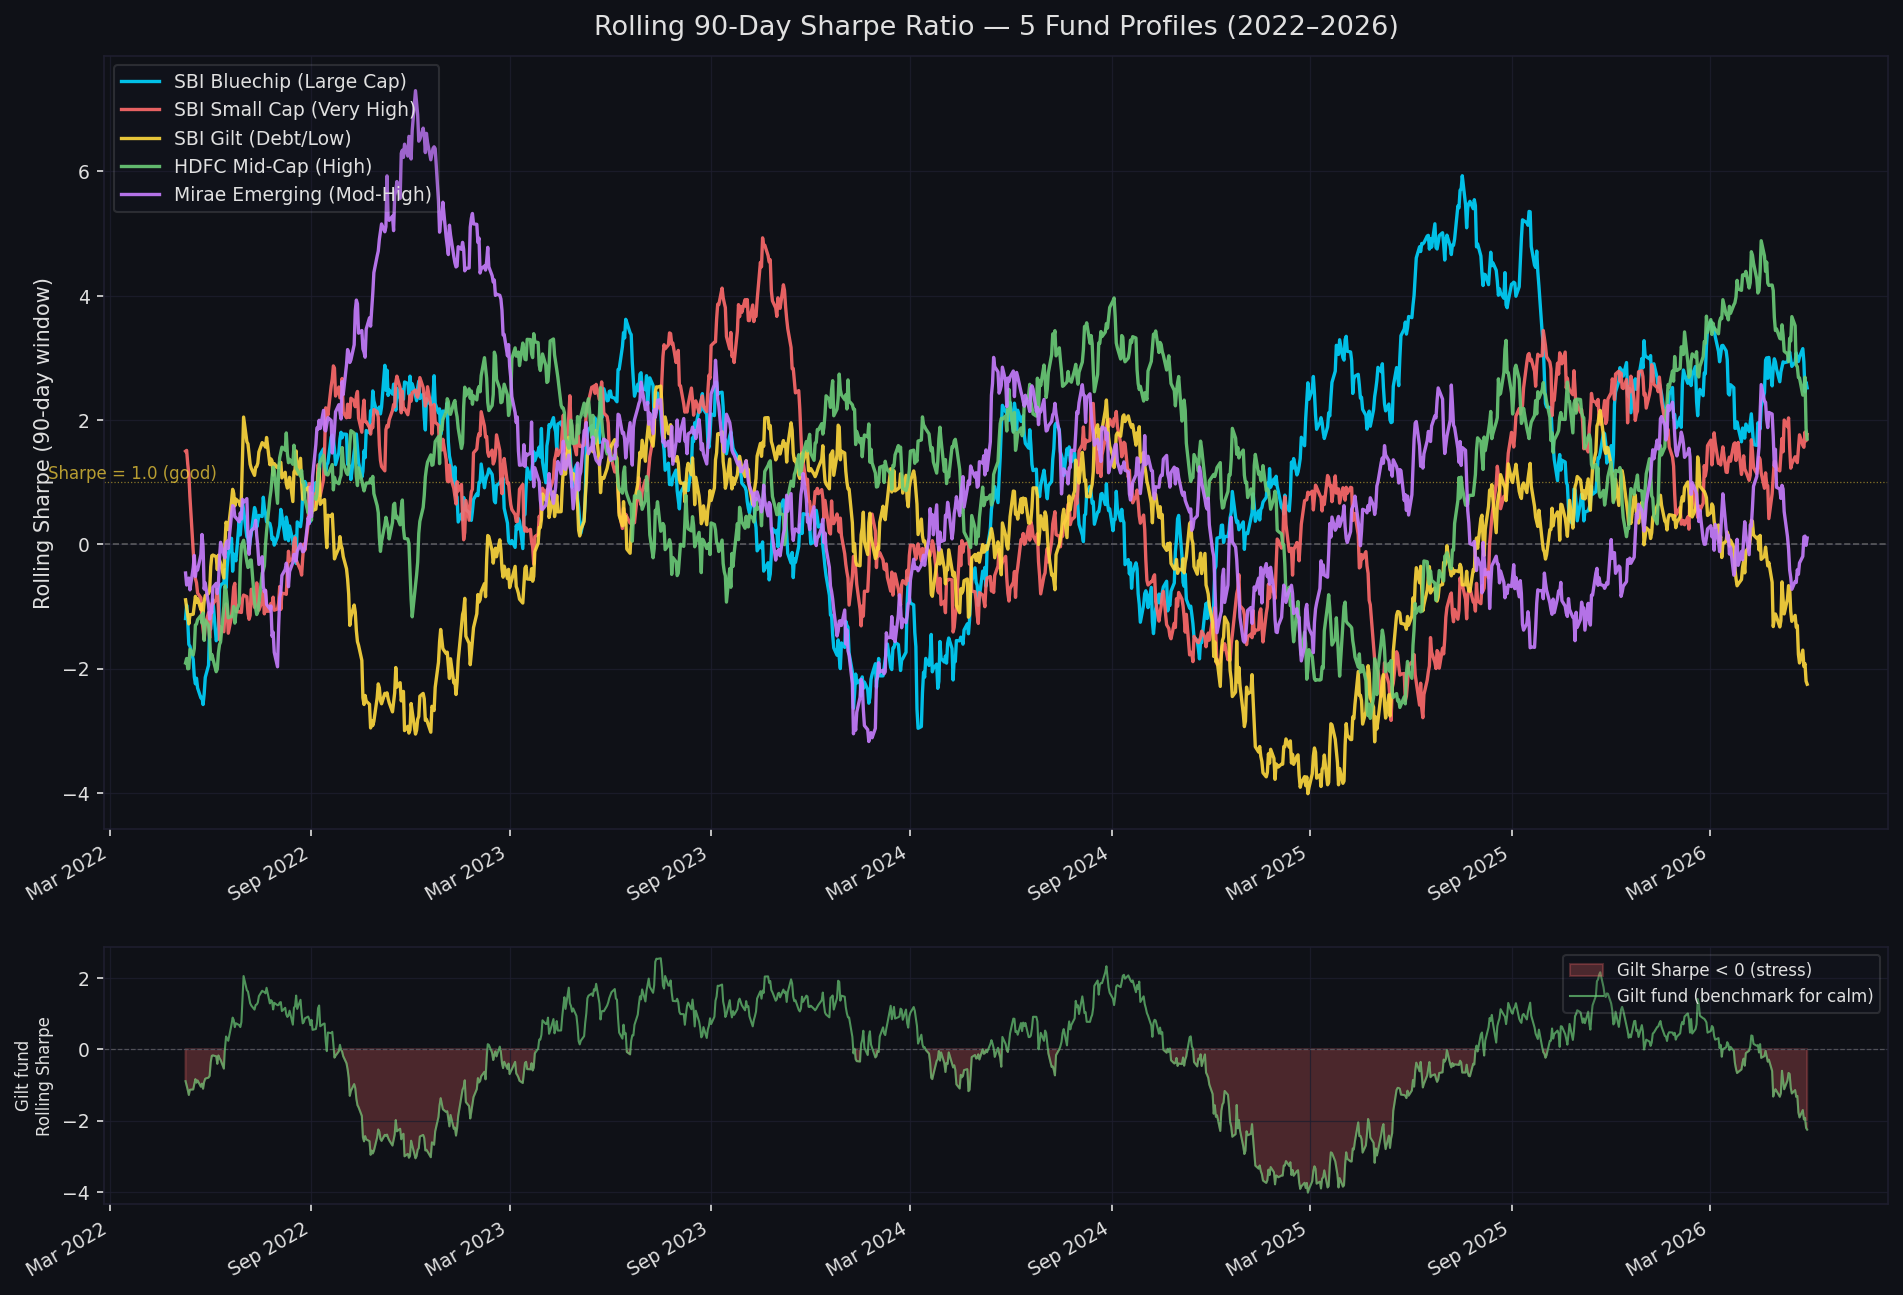 Rolling 90-Day Sharpe Ratio — 5 Fund Profiles (2022–2026)
SBI Bluechip (Large Cap)
SBI Small Cap (Very High)
SBI Gilt (Debt/Low)
HDFC Mid-Cap (High)
Mirae Emerging (Mod-High)
Rolling Sharpe (90-day window)
6
4
2
0
−2
−4
Sharpe = 1.0 (good)
Mar 2022
Sep 2022
Mar 2023
Sep 2023
Mar 2024
Sep 2024
Mar 2025
Sep 2025
Mar 2026
Gilt fund
Rolling Sharpe
2
0
−2
−4
Gilt Sharpe < 0 (stress)
Gilt fund (benchmark for calm)
Mar 2022
Sep 2022
Mar 2023
Sep 2023
Mar 2024
Sep 2024
Mar 2025
Sep 2025
Mar 2026